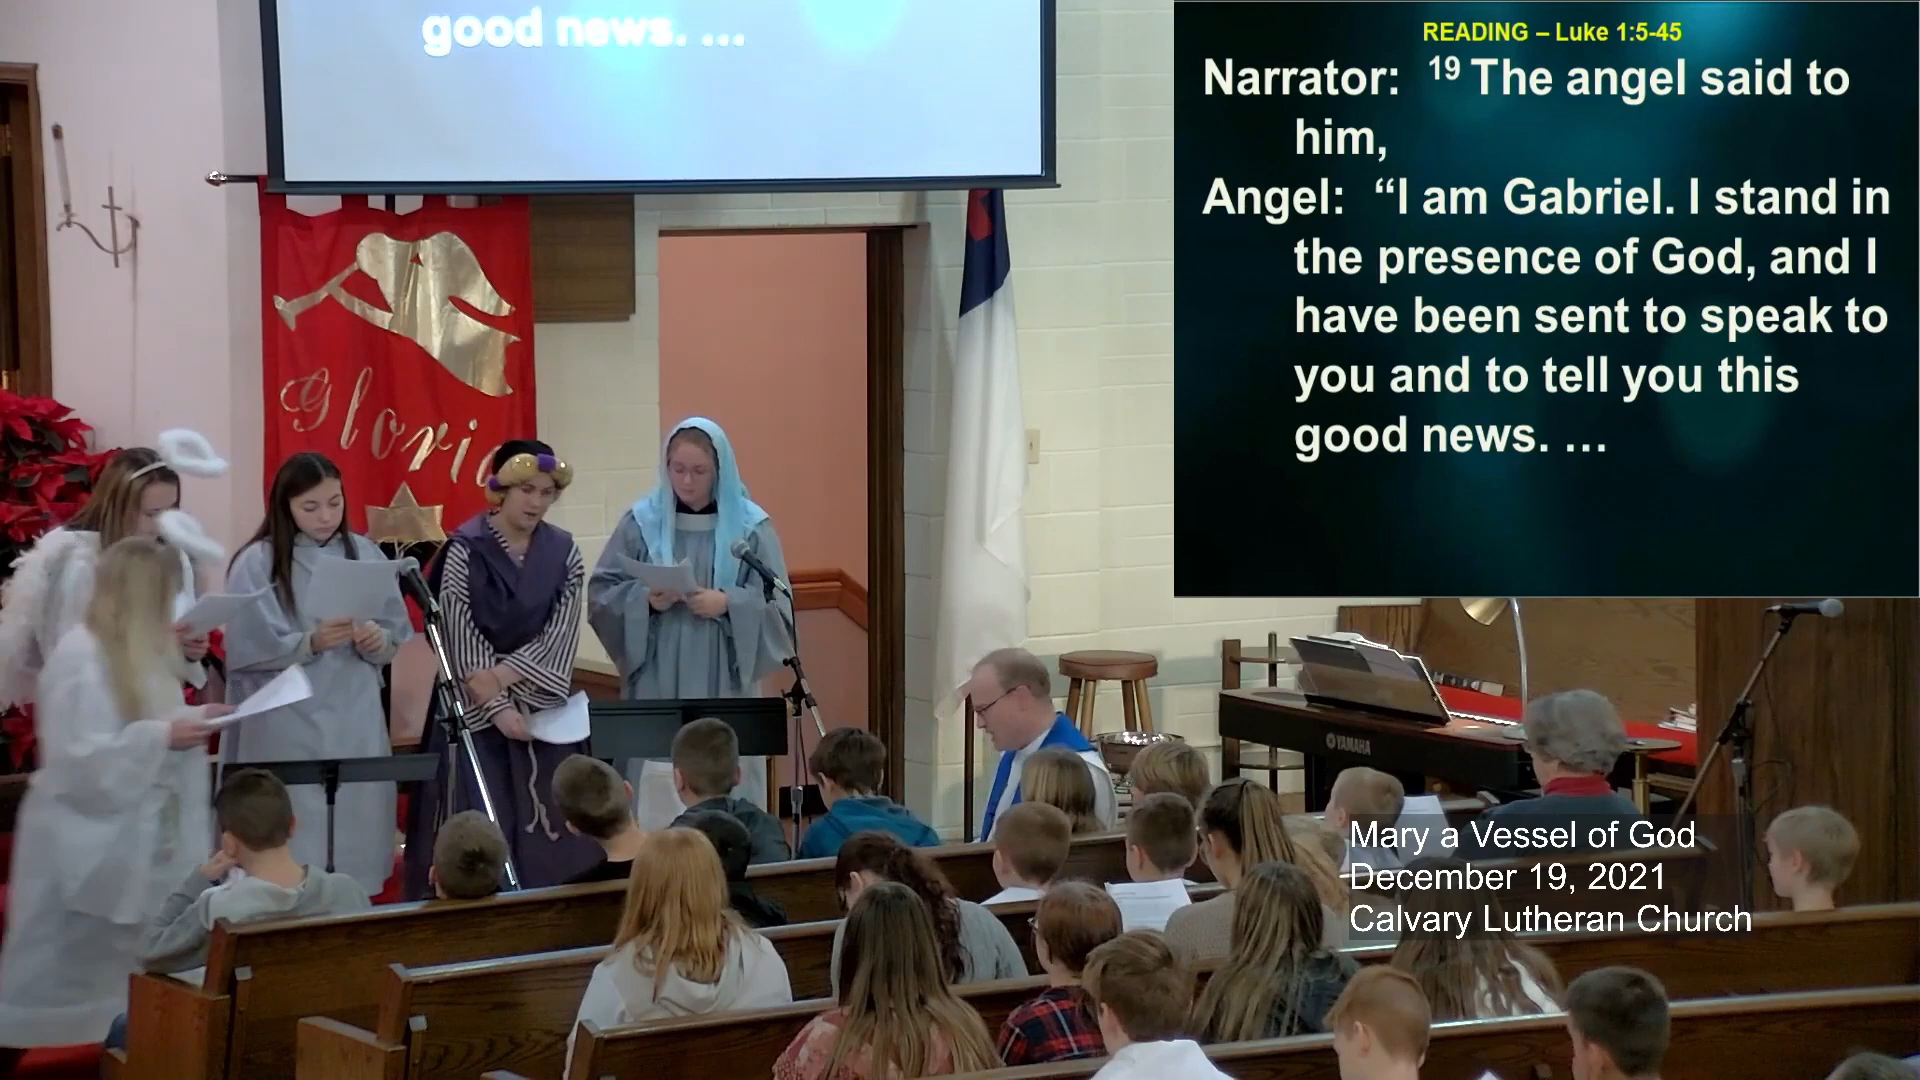 good news. …
READING – Luke 1:5-45
Narrator: 19 The angel said to
him,
Angel: “I am Gabriel. I stand in
the presence of God, and I
have been sent to speak to
you and to tell you this
good news. …
Gloria
YAMAHA
Mary a Vessel of God
December 19, 2021
Calvary Lutheran Church